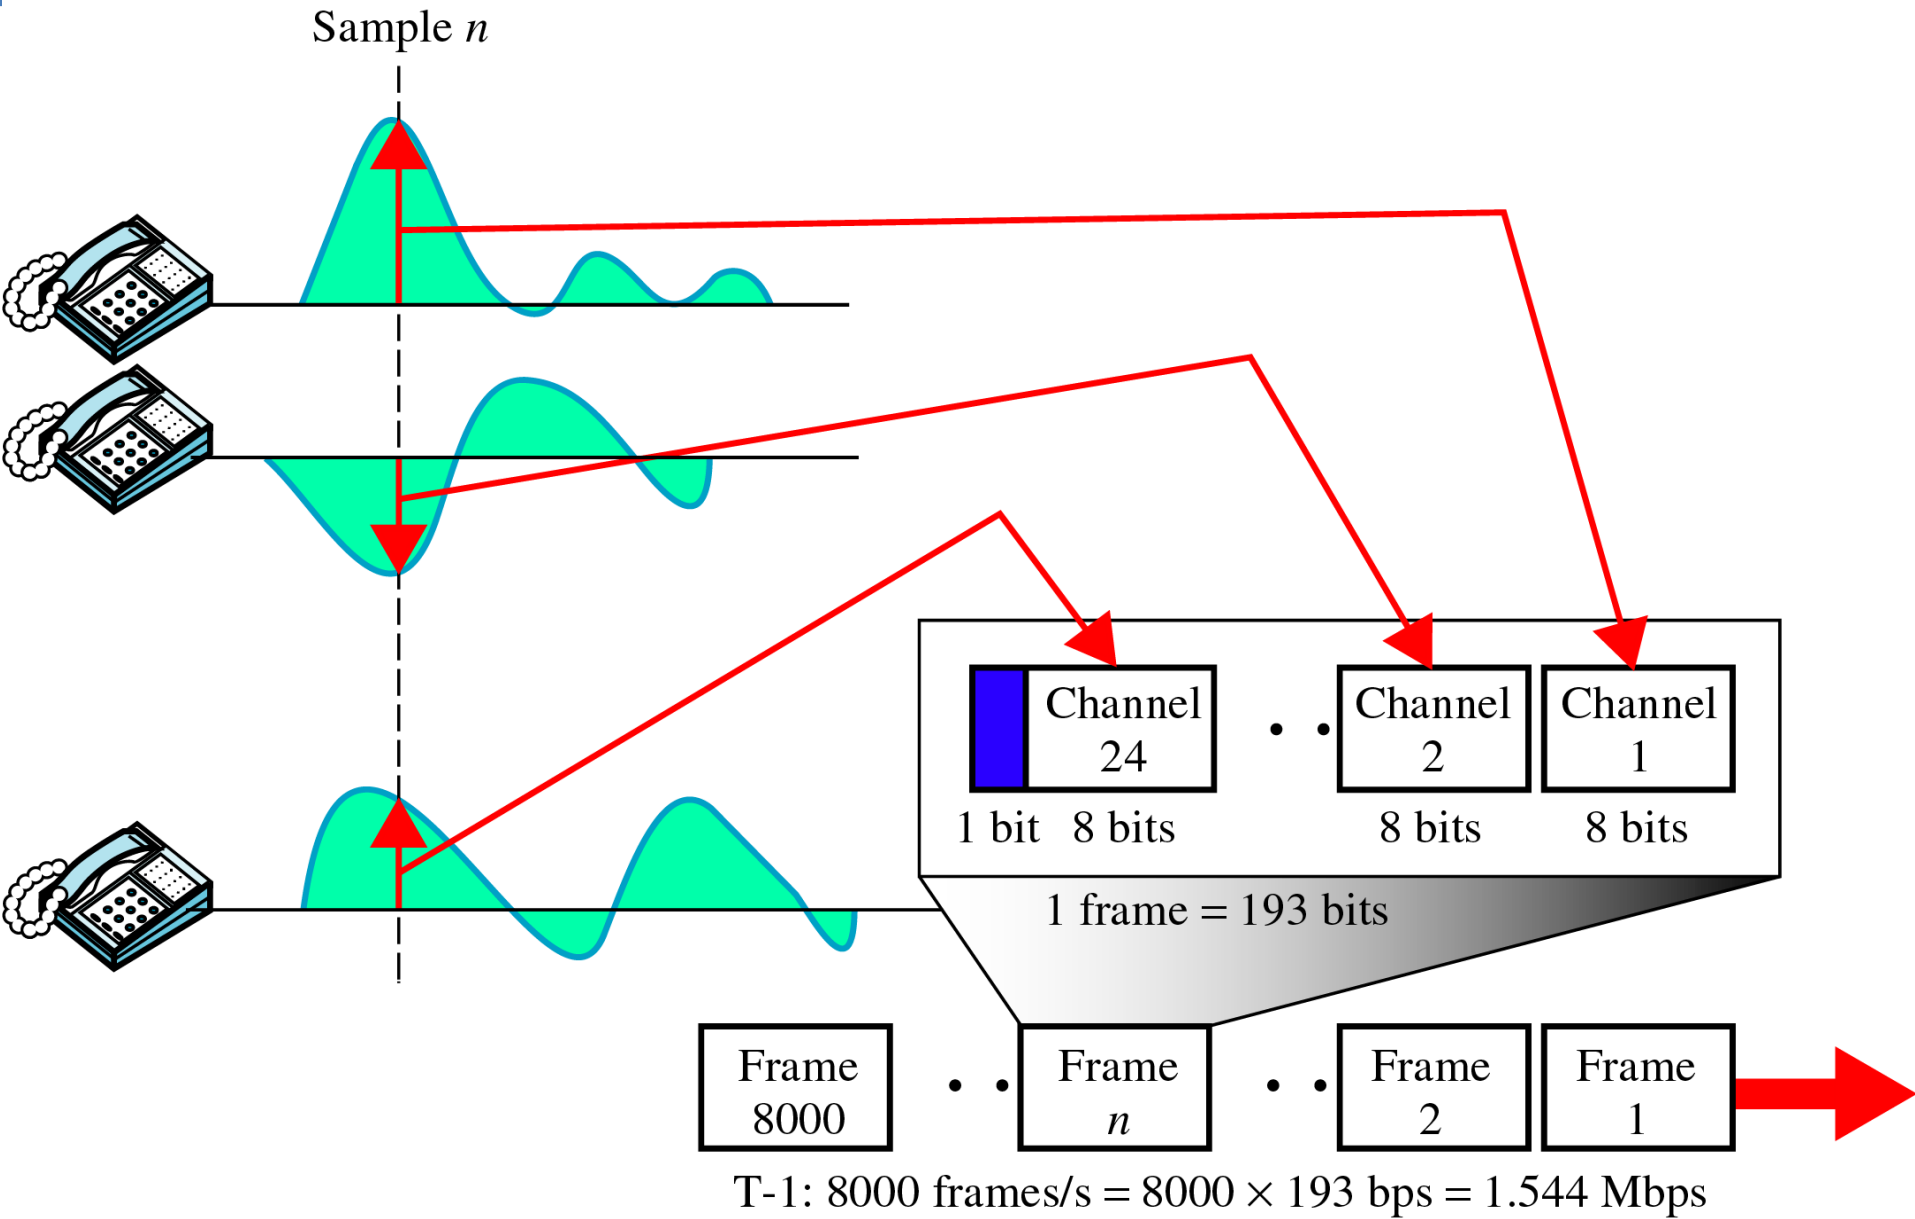 Sample n
Channel
24
Channel
2
Channel
1
1 bit
8 bits
8 bits
8 bits
1 frame = 193 bits
Frame
8000
Frame
n
Frame
2
Frame
1
T-1: 8000 frames/s = 8000 × 193 bps = 1.544 Mbps